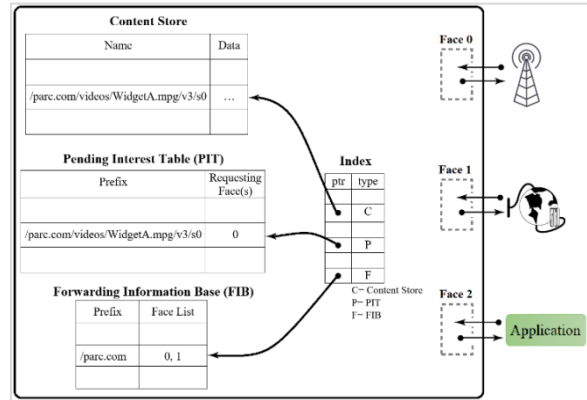 Content Store
Name Data
/parc.com/videos/WidgetA.mpg/v3/s0 ...
Pending Interest Table (PIT)
Prefix Requesting
Face(s)
/parc.com/videos/WidgetA.mpg/v3/s0 0
Forwarding Information Base (FIB)
Prefix Face List
/parc.com 0, 1
Index
ptr type
C
P
F
C- Content Store
P- PIT
F- FIB
Face 0
Face 1
Face 2
Application